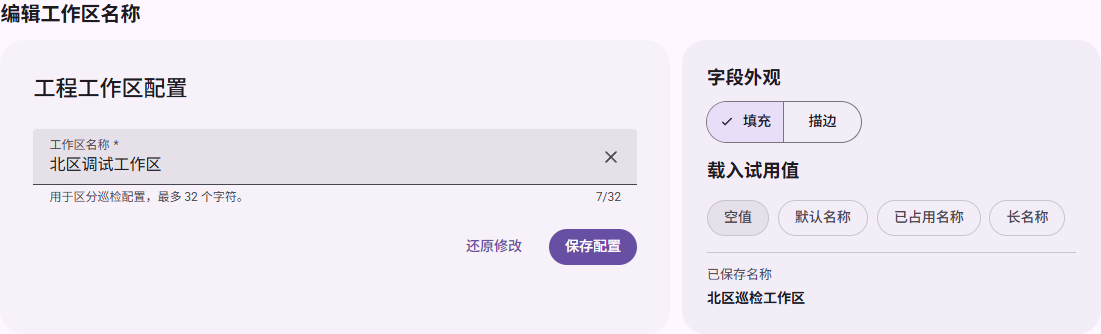 编辑工作区名称
工程工作区配置
工作区名称 *
北区调试工作区
用于区分巡检配置，最多 32 个字符。
7/32
还原修改
保存配置
字段外观
填充
描边
载入试用值
空值
默认名称
已占用名称
长名称
已保存名称
北区巡检工作区